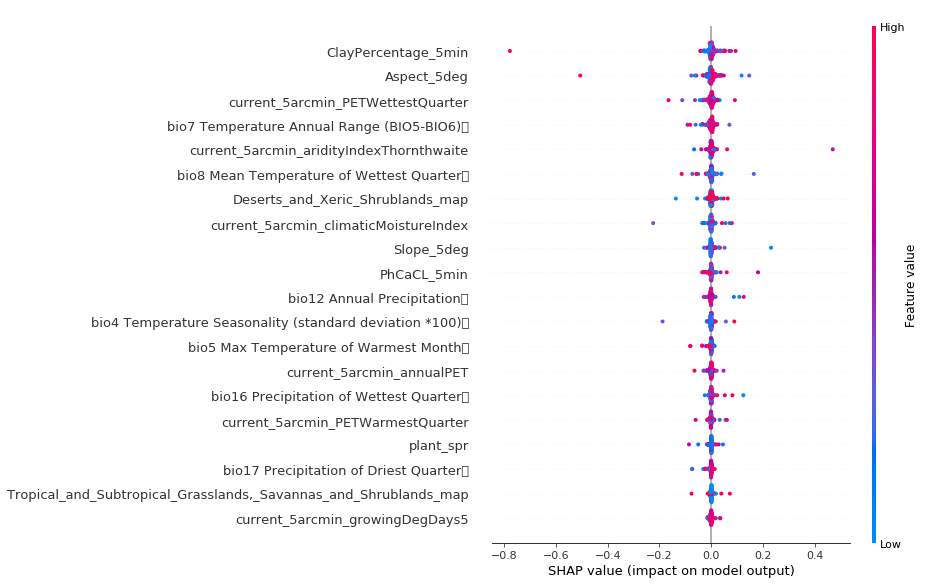 High
ClayPercentage_5min
Aspect_5deg
current_5arcmin_PETWettestQuarter
bio7 Temperature Annual Range (BIO5-BIO6)
current_5arcmin_aridityIndexThornthwaite
bio8 Mean Temperature of Wettest Quarter
Deserts_and_Xeric_Shrublands_map
current_5arcmin_climaticMoistureIndex
Slope_5deg
PhCaCL_5min
bio12 Annual Precipitation
bio4 Temperature Seasonality (standard deviation *100)
bio5 Max Temperature of Warmest Month
current_5arcmin_annualPET
bio16 Precipitation of Wettest Quarter
current_5arcmin_PETWarmestQuarter
plant_spr
bio17 Precipitation of Driest Quarter
Tropical_and_Subtropical_Grasslands,_Savannas_and_Shrublands_map
current_5arcmin_growingDegDays5
Feature value
Low
−0.8 −0.6 −0.4 −0.2 0.0 0.2 0.4
SHAP value (impact on model output)